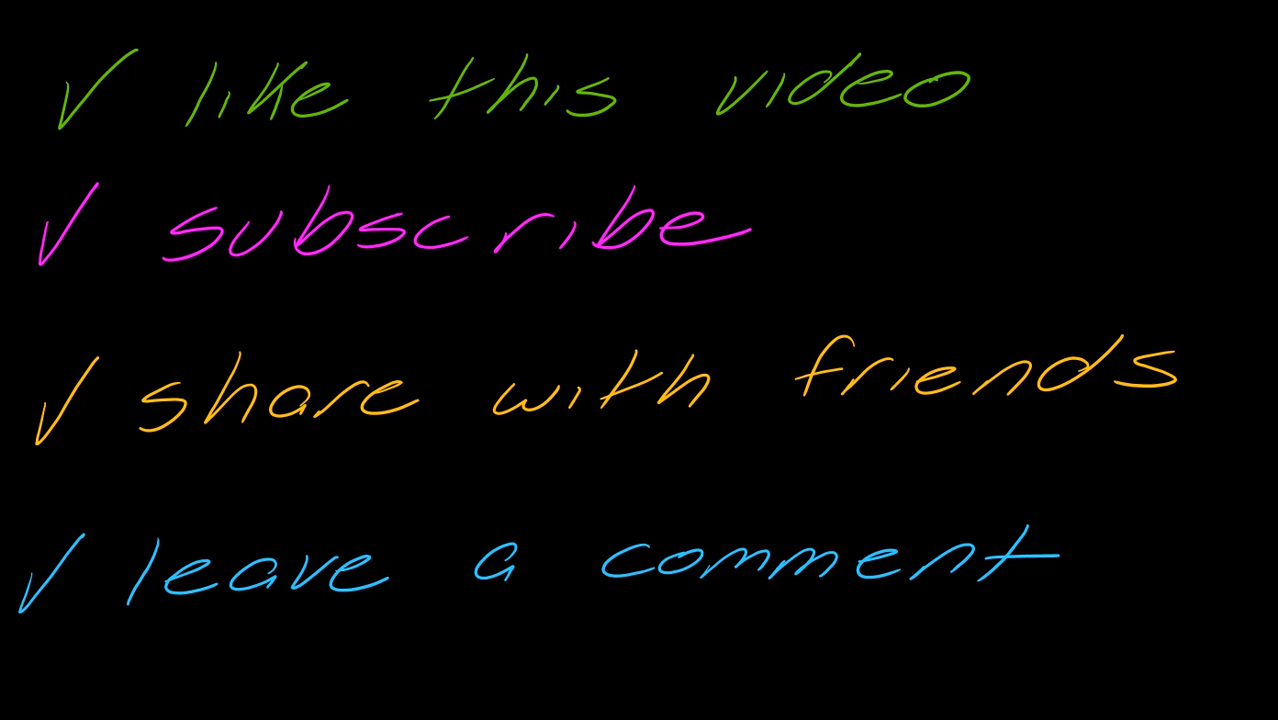 ✓ like this video
✓ subscribe
✓ share with friends
✓ leave a comment